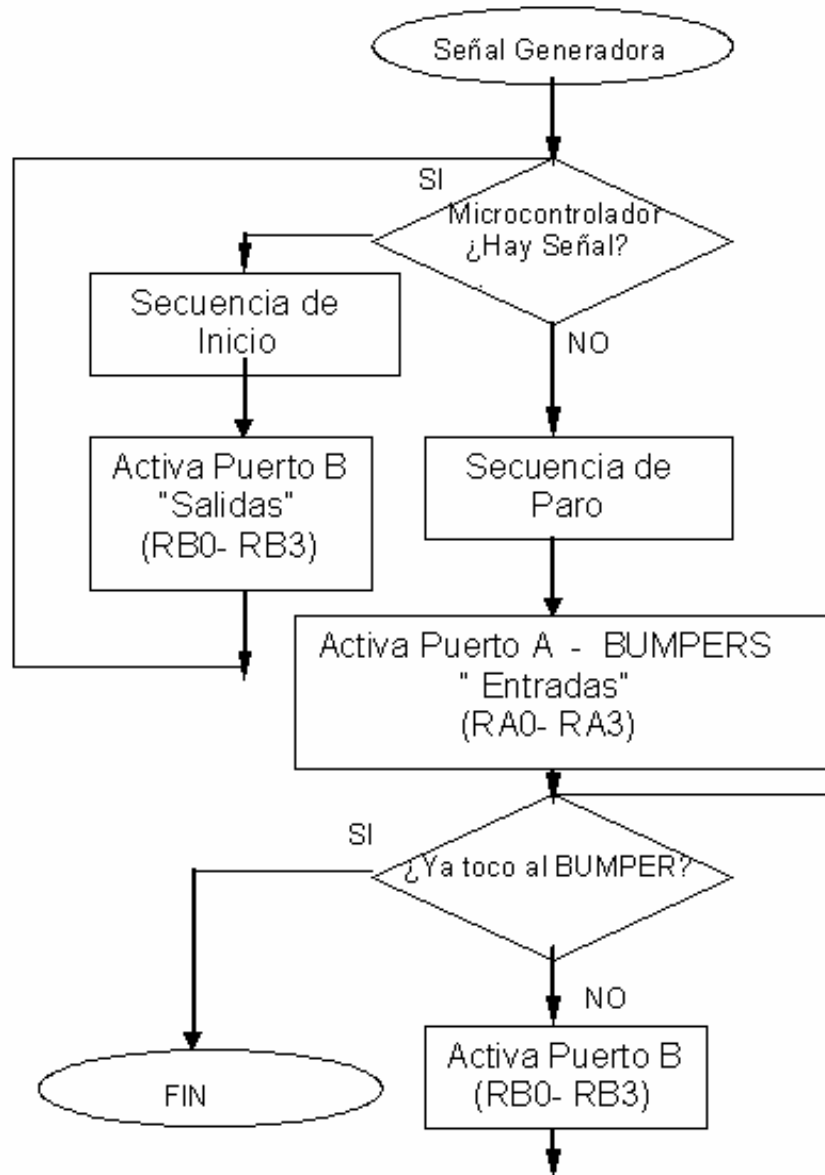 Señal Generadora
SI
Microcontrolador
¿Hay Señal?
Secuencia de
Inicio
NO
Activa Puerto B
"Salidas"
(RB0- RB3)
Secuencia de
Paro
Activa Puerto A - BUMPERS
" Entradas"
(RA0- RA3)
SI
¿Ya toco al BUMPER?
NO
FIN
Activa Puerto B
(RB0- RB3)